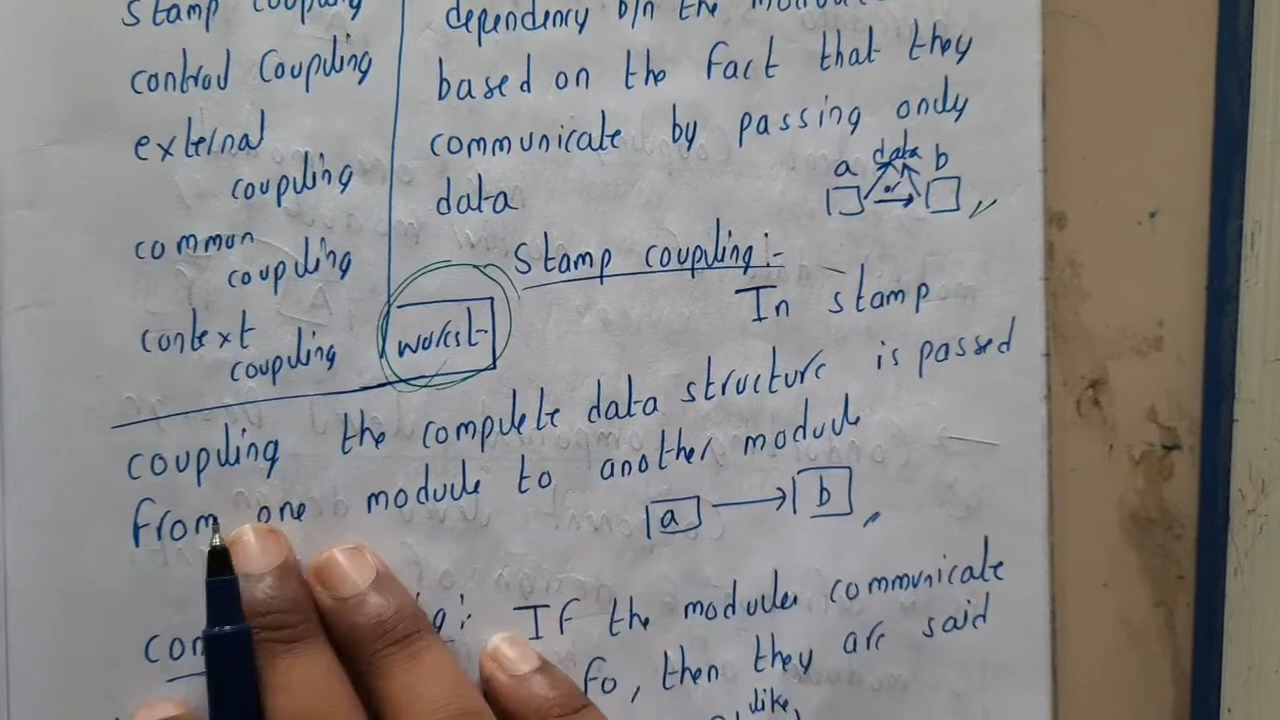 stamp coupling
control coupling
external
coupling
common
coupling
context
coupling
worst
dependency b/n the
based on the fact that they
communicate by passing only
data
a data b
Stamp coupling:-
In stamp
coupling the complete data structure is passed
from one module to another module
a b
If the modules communicate
fo, then they are said
like,